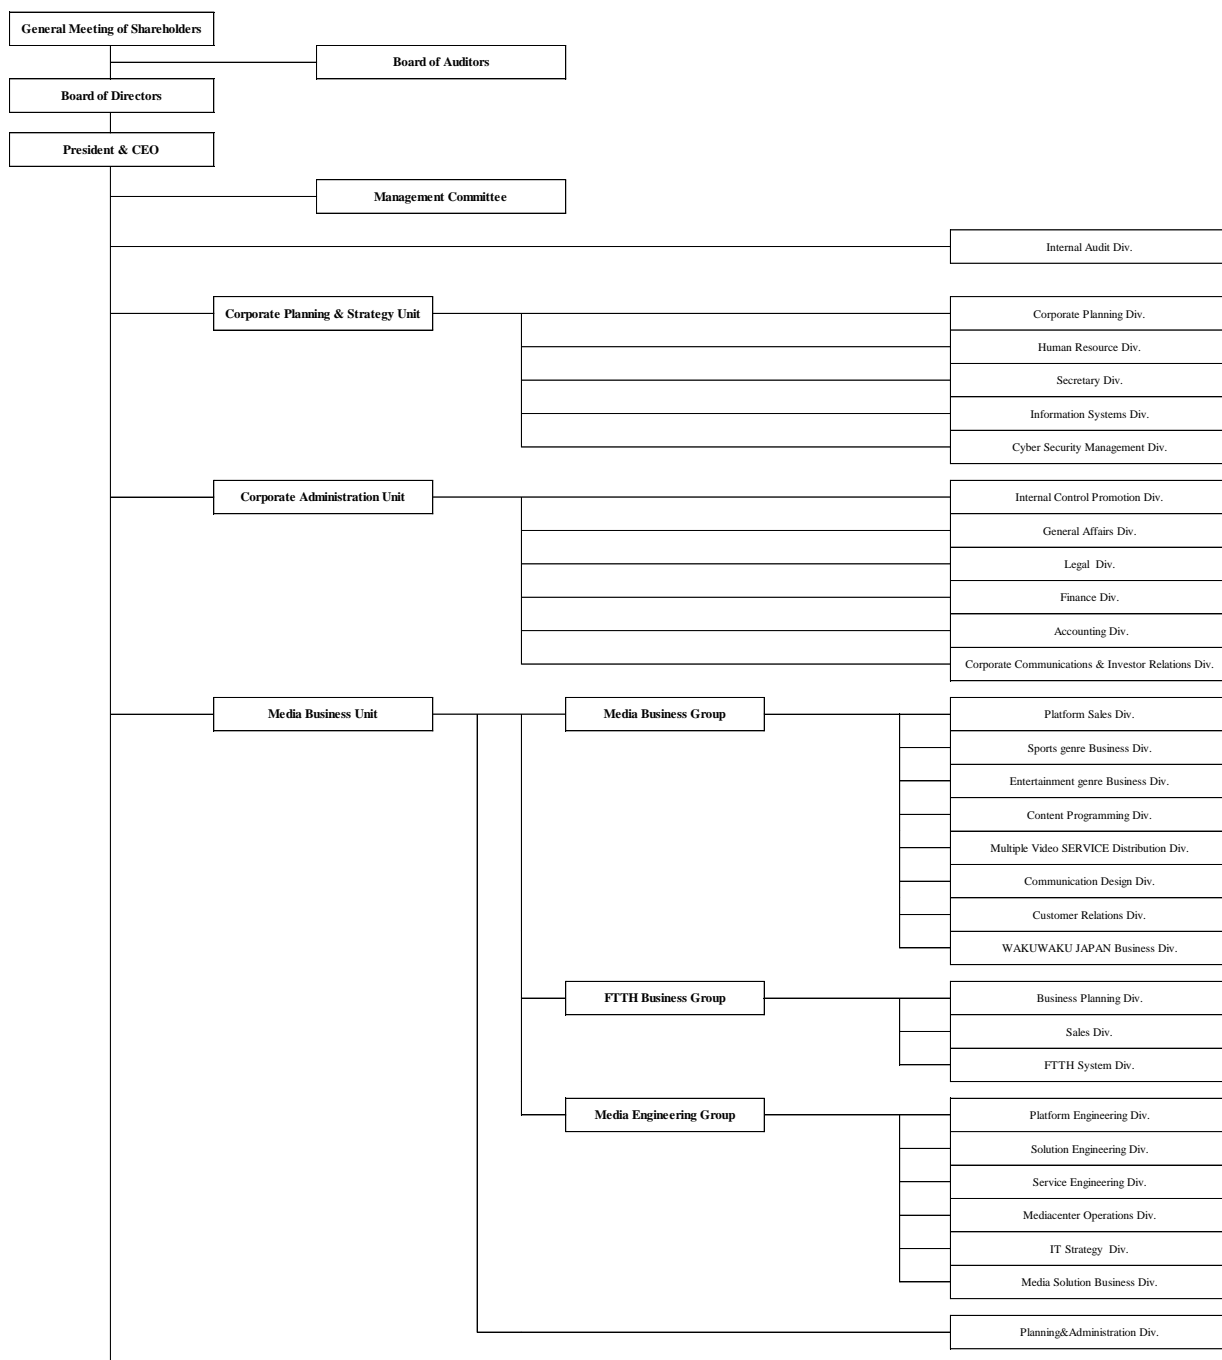 General Meeting of Shareholders
Board of Auditors
Board of Directors
President & CEO
Management Committee
Internal Audit Div.
Corporate Planning & Strategy Unit
Corporate Planning Div.
Human Resource Div.
Secretary Div.
Information Systems Div.
Cyber Security Management Div.
Corporate Administration Unit
Internal Control Promotion Div.
General Affairs Div.
Legal  Div.
Finance Div.
Accounting Div.
Corporate Communications & Investor Relations Div.
Media Business Unit
Media Business Group
Platform Sales Div.
Sports genre Business Div.
Entertainment genre Business Div.
Content Programming Div.
Multiple Video SERVICE Distribution Div.
Communication Design Div.
Customer Relations Div.
WAKUWAKU JAPAN Business Div.
FTTH Business Group
Business Planning Div.
Sales Div.
FTTH System Div.
Media Engineering Group
Platform Engineering Div.
Solution Engineering Div.
Service Engineering Div.
Mediacenter Operations Div.
IT Strategy  Div.
Media Solution Business Div.
Planning&Administration Div.